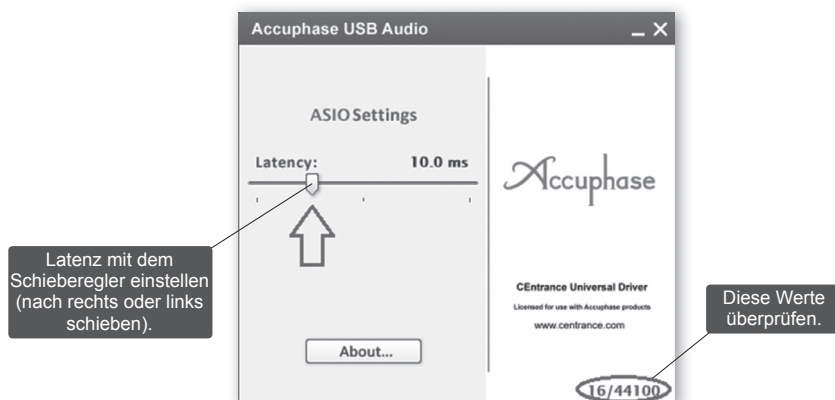 Accuphase USB Audio
ASIO Settings
Latency: 10.0 ms
Accuphase
Latenz mit dem
Schieberegler einstellen
(nach rechts oder links
schieben).
CEntrance Universal Driver
Licensed for use with Accuphase products
www.centrance.com
Diese Werte
überprüfen.
About...
16/44100